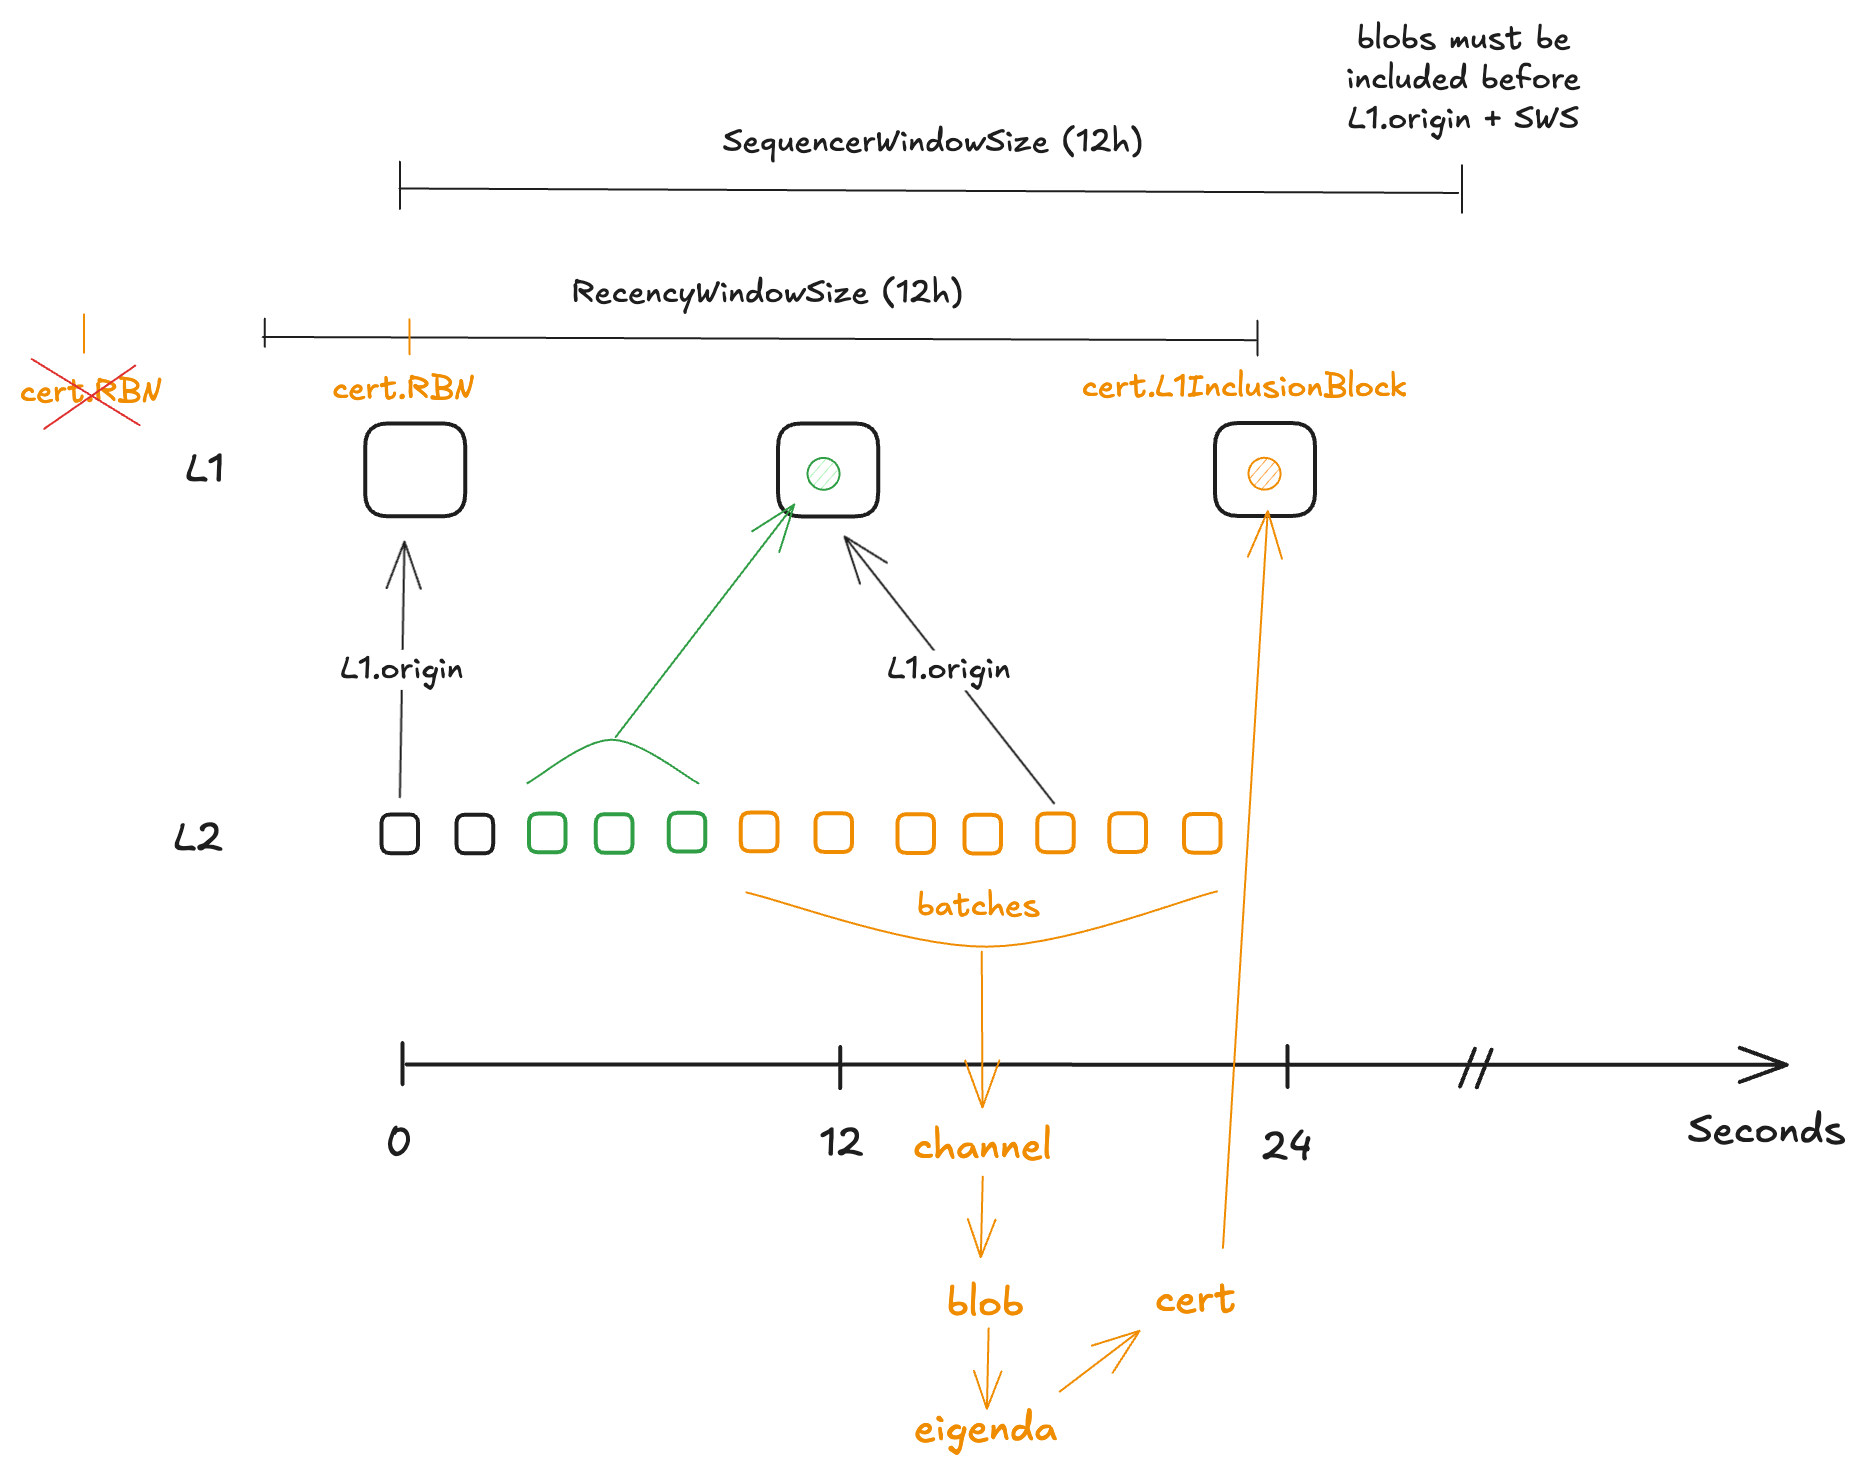 blobs must be
included before
L1.origin + SWS
SequencerWindowSize (12h)
RecencyWindowSize (12h)
cert.RBN
cert.RBN
cert.L1InclusionBlock
L1
L1.origin
L1.origin
L2
batches
0
12
24
Seconds
channel
blob
cert
eigenda